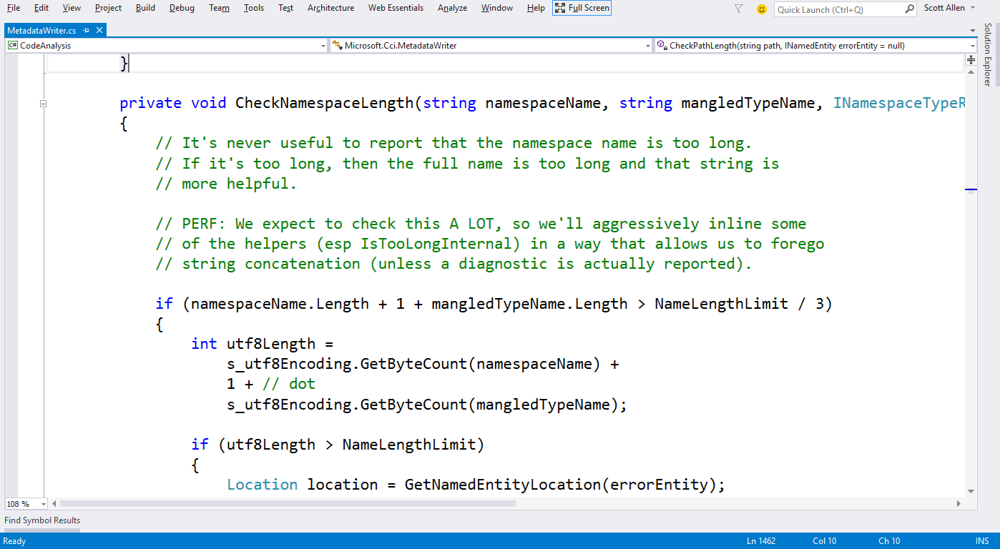 File Edit View Project Build Debug Team Tools Test Architecture Web Essentials Analyze Window Help Full Screen Quick Launch (Ctrl+Q) Scott Allen
MetadataWriter.cs
C# CodeAnalysis Microsoft.Cci.MetadataWriter CheckPathLength(string path, INamedEntity errorEntity = null)
Solution Explorer
}
private void CheckNamespaceLength(string namespaceName, string mangledTypeName, INamespaceTypeR
{
// It's never useful to report that the namespace name is too long.
// If it's too long, then the full name is too long and that string is
// more helpful.
// PERF: We expect to check this A LOT, so we'll aggressively inline some
// of the helpers (esp IsTooLongInternal) in a way that allows us to forego
// string concatenation (unless a diagnostic is actually reported).
if (namespaceName.Length + 1 + mangledTypeName.Length > NameLengthLimit / 3)
{
int utf8Length =
s_utf8Encoding.GetByteCount(namespaceName) +
1 + // dot
s_utf8Encoding.GetByteCount(mangledTypeName);
if (utf8Length > NameLengthLimit)
{
Location location = GetNamedEntityLocation(errorEntity);
108 %
Find Symbol Results
Ready Ln 1462 Col 10 Ch 10 INS